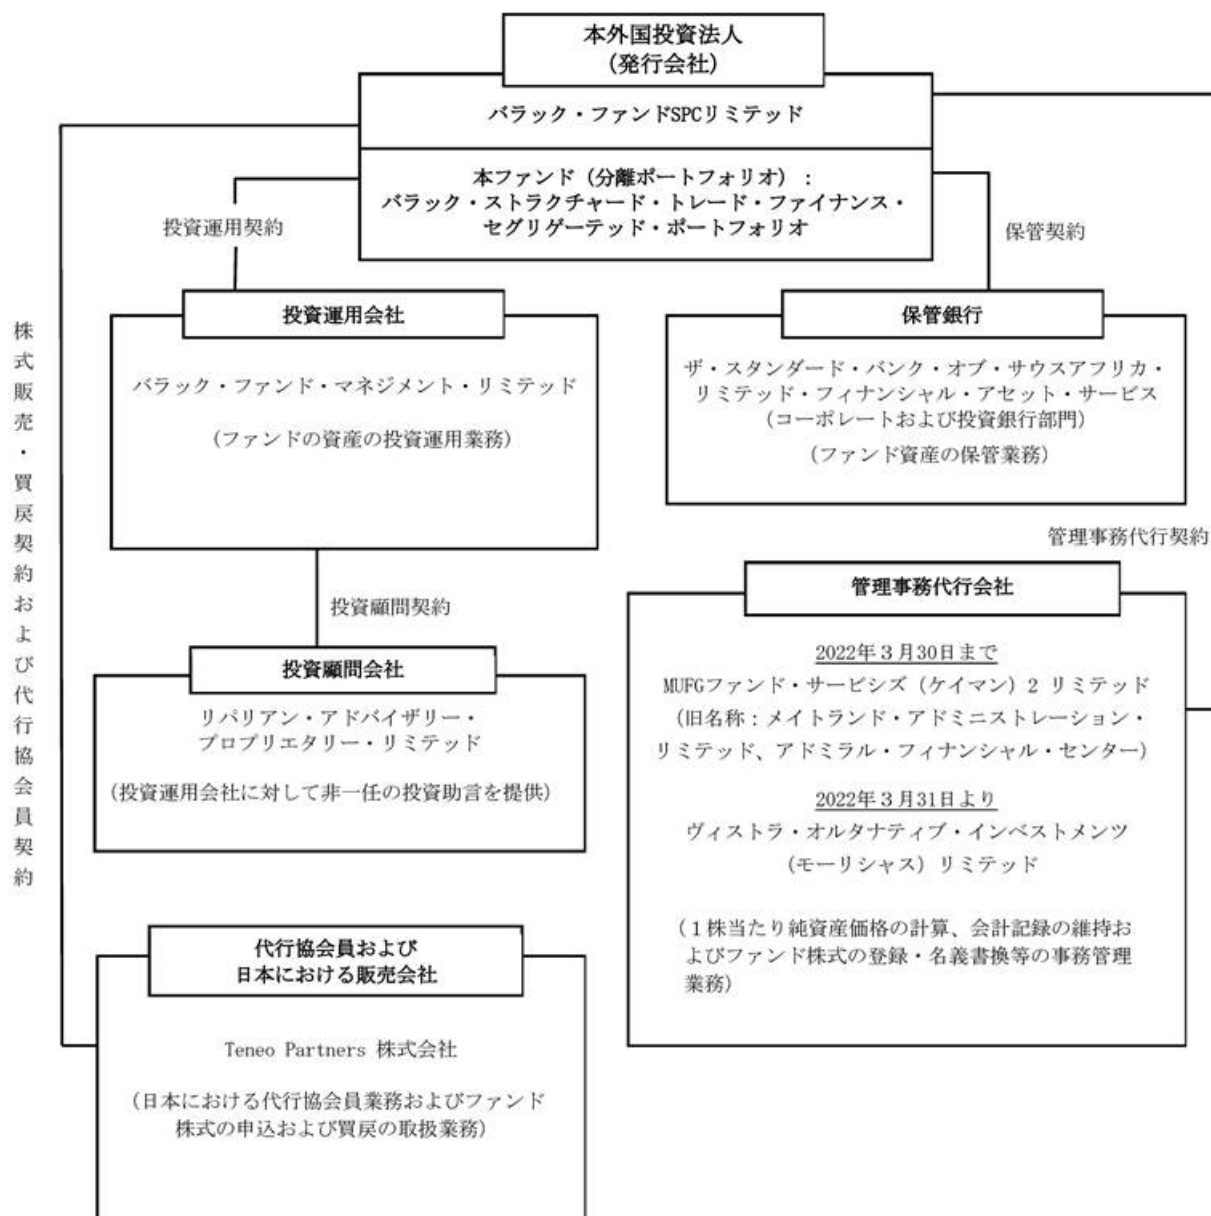 本外国投資法人
(発行会社)
バラック・ファンドSPCリミテッド
本ファンド(分離ポートフォリオ):
バラック・ストラクチャード・トレード・ファイナンス・
セグリゲーテッド・ポートフォリオ
投資運用契約
保管契約
株式販売・買戻契約および代行協会員契約
投資運用会社
バラック・ファンド・マネジメント・リミテッド
(ファンドの資産の投資運用業務)
保管銀行
ザ・スタンダード・バンク・オブ・サウスアフリカ・
リミテッド・フィナンシャル・アセット・サービス
(コーポレートおよび投資銀行部門)
(ファンド資産の保管業務)
投資顧問契約
管理事務代行契約
投資顧問会社
リパリアン・アドバイザリー・
プロプリエタリー・リミテッド
(投資運用会社に対して非一任の投資助言を提供)
管理事務代行会社
2022年3月30日まで
MUFGファンド・サービシズ(ケイマン)2 リミテッド
(旧名称:メイトランド・アドミニストレーション・
リミテッド、アドミラル・フィナンシャル・センター)
2022年3月31日より
ヴィストラ・オルタナティブ・インベストメンツ
(モーリシャス)リミテッド
(1株当たり純資産価格の計算、会計記録の維持お
よびファンド株式の登録・名義書換等の事務管理
業務)
代行協会員および
日本における販売会社
Teneo Partners 株式会社
(日本における代行協会員業務およびファンド
株式の申込および買戻の取扱業務)